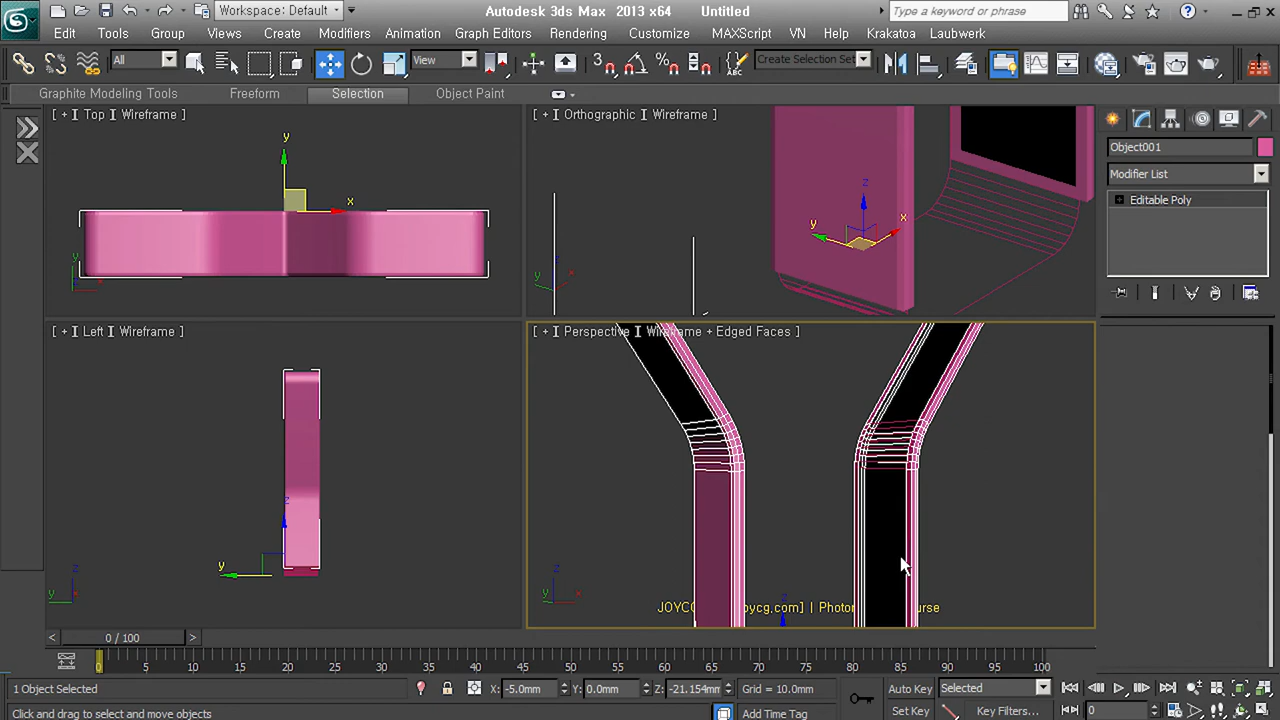 Workspace: Default
Autodesk 3ds Max 2013 x64 Untitled
Type a keyword or phrase
Edit Tools Group Views Create Modifiers Animation Graph Editors Rendering Customize MAXScript VN Help Krakatoa Laubwerk
All View Create Selection Set
Graphite Modeling Tools Freeform Selection Object Paint
[ + ] Top ] Wireframe ]
[ + ] Orthographic ] Wireframe ]
y
x
y
x
z
y
x
y
x
Object001
Modifier List
Editable Poly
[ + ] Left ] Wireframe ]
[ + ] Perspective ] Wireframe + Edged Faces ]
z
y
z
y
x
z
y
x
0 / 100
0 5 10 15 20 25 30 35 40 45 50 55 60 65 70 75 80 85 90 95 100
1 Object Selected X: -5.0mm Y: 0.0mm Z: -21.154mm Grid = 10.0mm Auto Key Selected
Click and drag to select and move objects Add Time Tag Set Key Key Filters... 0